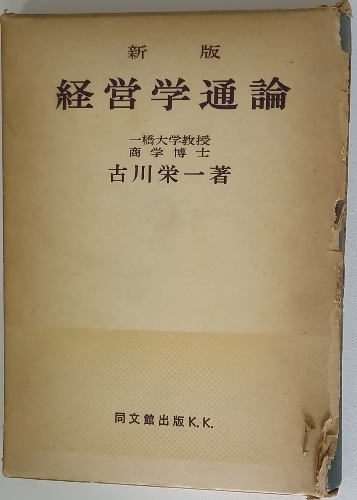 新版
経営学通論
一橋大学教授
商学博士
古川栄一著
同文館出版K.K.